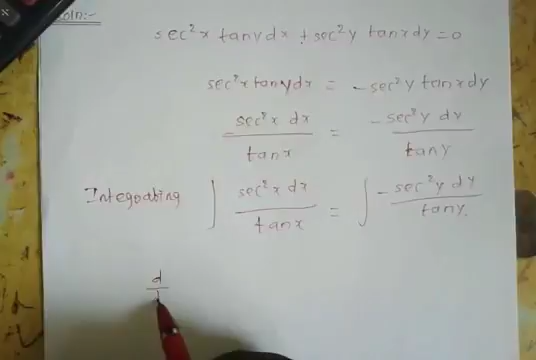 Soln:-
sec²x tany dx + sec²y tanx dy = 0
sec²x tany dx = -sec²y tanx dy
sec²x dx / tanx = -sec²y dy / tany
Integrating ∫ sec²x dx / tanx = ∫ -sec²y dy / tany.
d